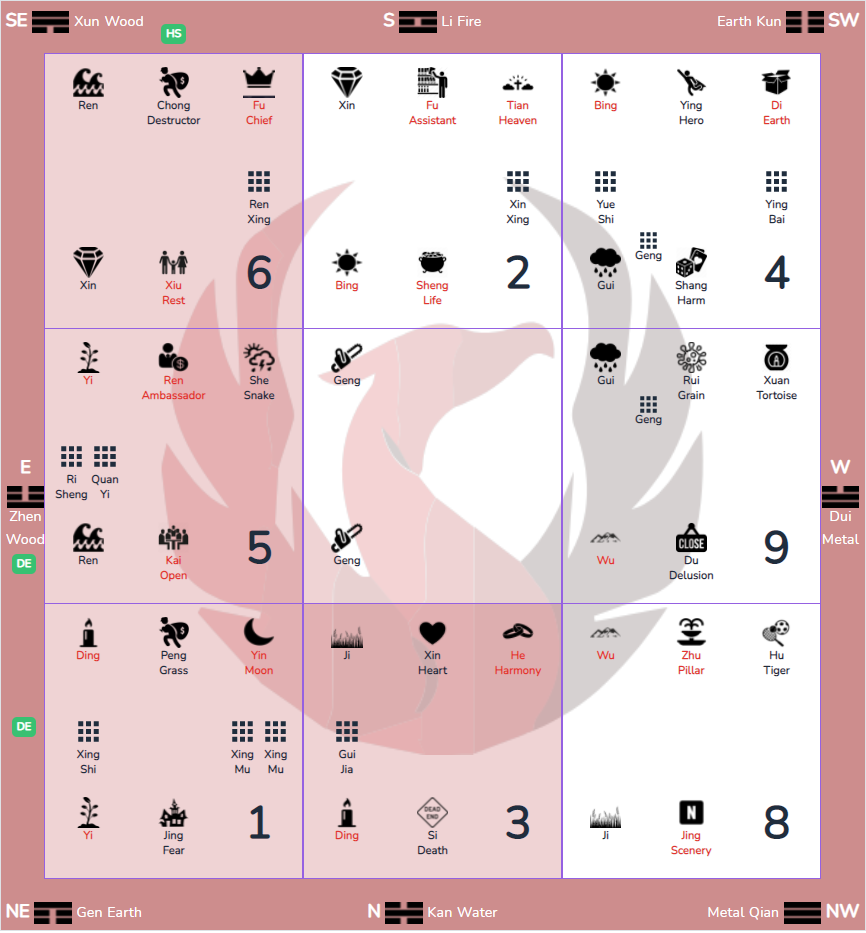 SE Xun Wood
HS
S Li Fire
Earth Kun SW
Ren
Chong
Destructor
Fu
Chief
Ren
Xing
Xin
Xiu
Rest
6
Xin
Fu
Assistant
Tian
Heaven
Xin
Xing
Bing
Sheng
Life
2
Bing
Ying
Hero
Di
Earth
Yue
Shi
Ying
Bai
Geng
Gui
Shang
Harm
4
E
Zhen
Wood
DE
Yi
Ren
Ambassador
She
Snake
Ri
Sheng
Quan
Yi
Ren
Kai
Open
5
Geng
Geng
Gui
Rui
Grain
Xuan
Tortoise
A
Geng
Wu
CLOSE
Du
Delusion
9
W
Dui
Metal
DE
Ding
Peng
Grass
Yin
Moon
Xing
Shi
Xing
Mu
Xing
Mu
Yi
Jing
Fear
1
Ji
Xin
Heart
He
Harmony
Gui
Jia
Ding
DEAD
END
Si
Death
3
Wu
Zhu
Pillar
Hu
Tiger
Ji
N
Jing
Scenery
8
NE Gen Earth
N Kan Water
Metal Qian NW